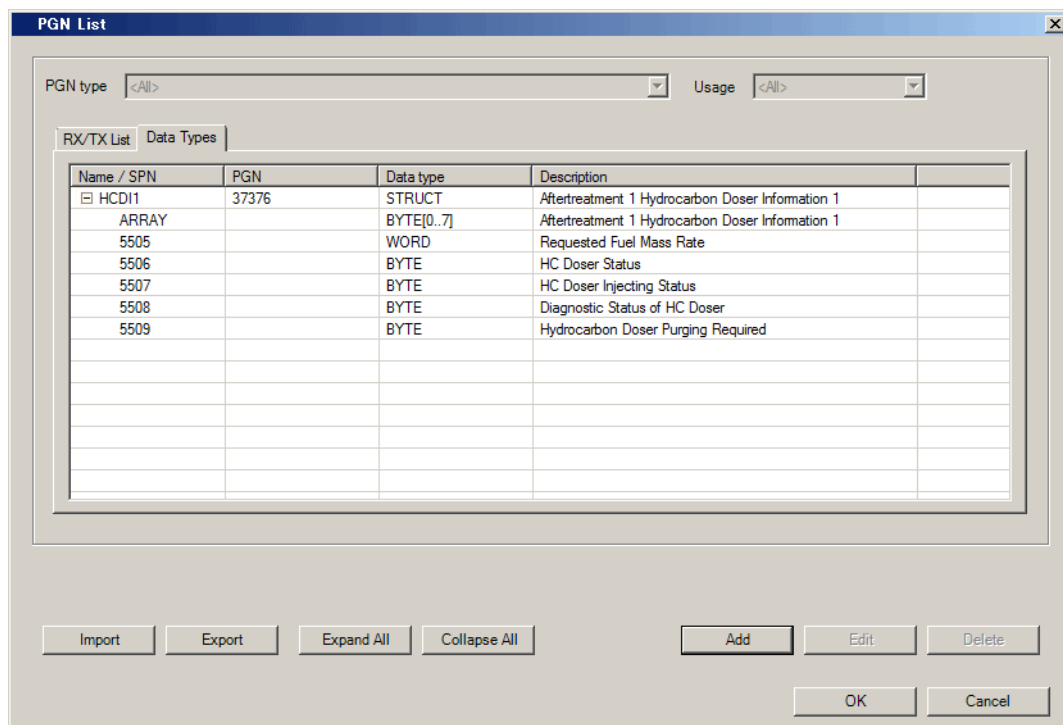 PGN List
PGN type <All> Usage <All>
RX/TX List Data Types
Name / SPN PGN Data type Description
HCDI1 37376 STRUCT Aftertreatment 1 Hydrocarbon Doser Information 1
ARRAY BYTE[0..7] Aftertreatment 1 Hydrocarbon Doser Information 1
5505 WORD Requested Fuel Mass Rate
5506 BYTE HC Doser Status
5507 BYTE HC Doser Injecting Status
5508 BYTE Diagnostic Status of HC Doser
5509 BYTE Hydrocarbon Doser Purging Required
Import Export Expand All Collapse All Add Edit Delete
OK Cancel